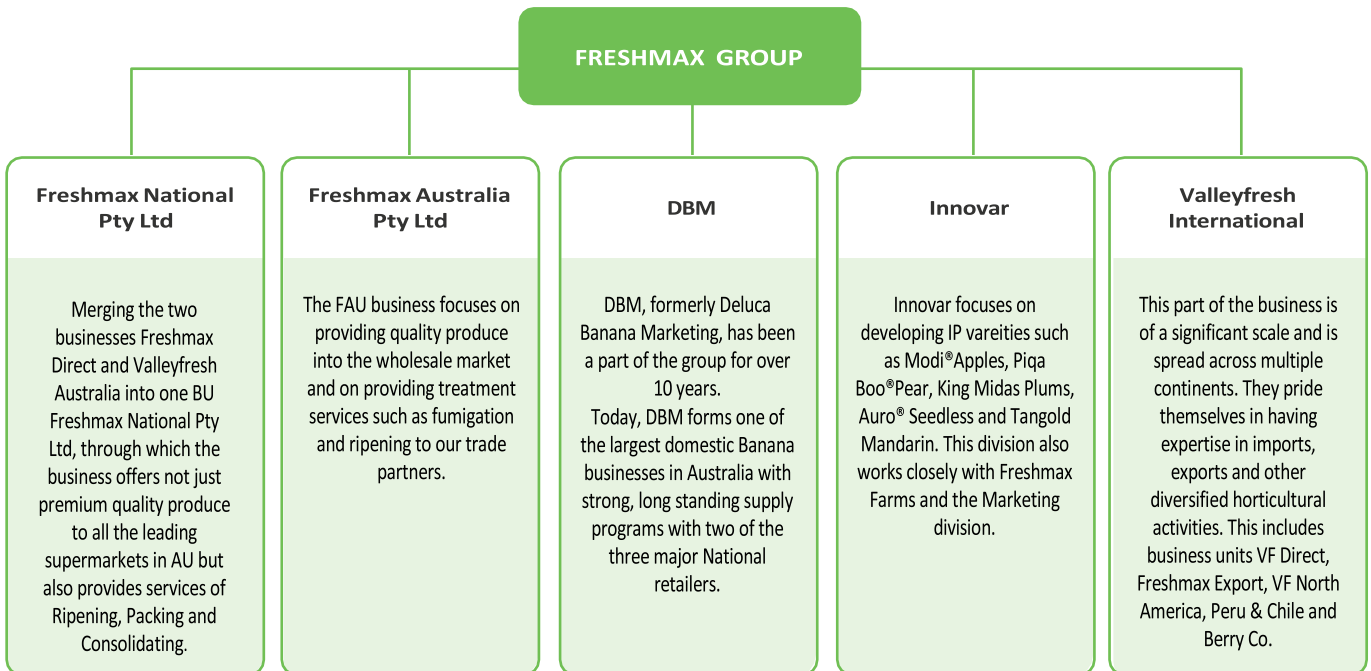 FRESHMAX GROUP
Freshmax National
Pty Ltd
Merging the two
businesses Freshmax
Direct and Valleyfresh
Australia into one BU
Freshmax National Pty
Ltd, through which the
business offers not just
premium quality produce
to all the leading
supermarkets in AU but
also provides services of
Ripening, Packing and
Consolidating.
Freshmax Australia
Pty Ltd
The FAU business focuses on
providing quality produce
into the wholesale market
and on providing treatment
services such as fumigation
and ripening to our trade
partners.
DBM
DBM, formerly Deluca
Banana Marketing, has been
a part of the group for over
10 years.
Today, DBM forms one of
the largest domestic Banana
businesses in Australia with
strong, long standing supply
programs with two of the
three major National
retailers.
Innovar
Innovar focuses on
developing IP vareities such
as Modi®Apples, Piqa
Boo®Pear, King Midas Plums,
Auro® Seedless and Tangold
Mandarin. This division also
works closely with Freshmax
Farms and the Marketing
division.
Valleyfresh
International
This part of the business is
of a significant scale and is
spread across multiple
continents. They pride
themselves in having
expertise in imports,
exports and other
diversified horticultural
activities. This includes
business units VF Direct,
Freshmax Export, VF North
America, Peru & Chile and
Berry Co.